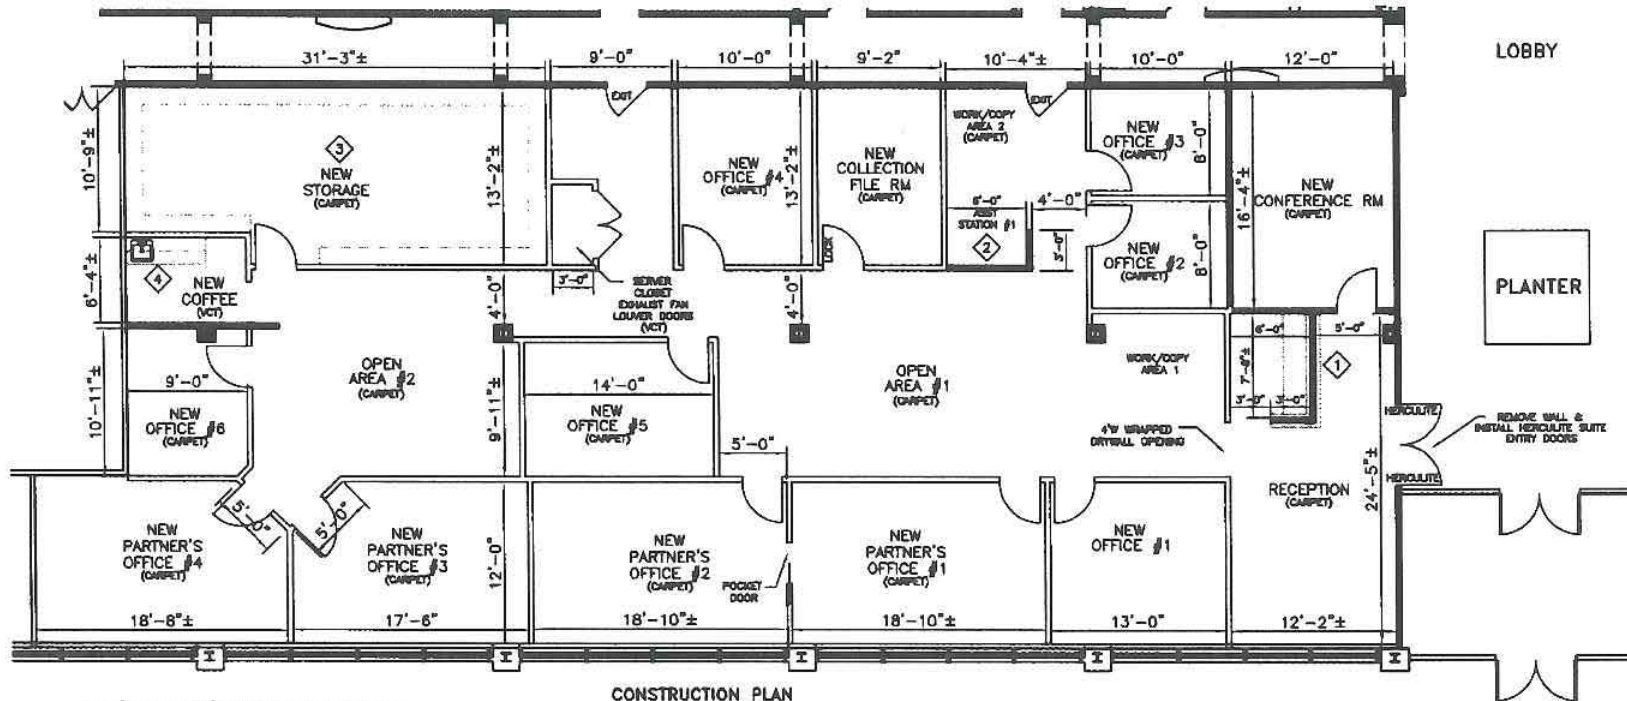 LOBBY
31'-3"±
9'-0"
10'-0"
9'-2"
10'-4"±
10'-0"
12'-0"
EXIT
EXIT
10'-9"±
3
NEW
STORAGE
(CARPET)
13'-2"±
NEW
OFFICE #4
(CARPET)
13'-2"±
NEW
COLLECTION
FILE RM
(CARPET)
LOCK
WORK/COPY
AREA 2
(CARPET)
6'-0"
ASST
STATION #1
2
4'-0"
3'-0"
NEW
OFFICE #3
(CARPET)
8'-0"
NEW
OFFICE #2
(CARPET)
8'-0"
16'-4"±
NEW
CONFERENCE RM
(CARPET)
PLANTER
6'-4"±
4
NEW
COFFEE
(VCT)
4'-0"
3'-0"
SERVER
CLOSET
EXHAUST FAN
LOUVER DOORS
(VCT)
4'-0"
10'-11"±
9'-0"
NEW
OFFICE #6
(CARPET)
OPEN
AREA #2
(CARPET)
9'-11"±
14'-0"
NEW
OFFICE #5
(CARPET)
5'-0"
OPEN
AREA #1
(CARPET)
WORK/COPY
AREA 1
6'-0"
5'-0"
7'-8"±
3'-0"
3'-0"
1
4'W WRAPPED
DRYWALL OPENING
HERCULITE
HERCULITE
REMOVE WALL &
INSTALL HERCULITE SUITE
ENTRY DOORS
RECEPTION
(CARPET)
24'-5"±
5'-0"
5'-0"
NEW
PARTNER'S
OFFICE #4
(CARPET)
18'-8"±
NEW
PARTNER'S
OFFICE #3
(CARPET)
17'-6"
12'-0"
NEW
PARTNER'S
OFFICE #2
(CARPET)
18'-10"±
POCKET
DOOR
NEW
PARTNER'S
OFFICE #1
(CARPET)
18'-10"±
NEW
OFFICE #1
13'-0"
12'-2"±
CONSTRUCTION PLAN